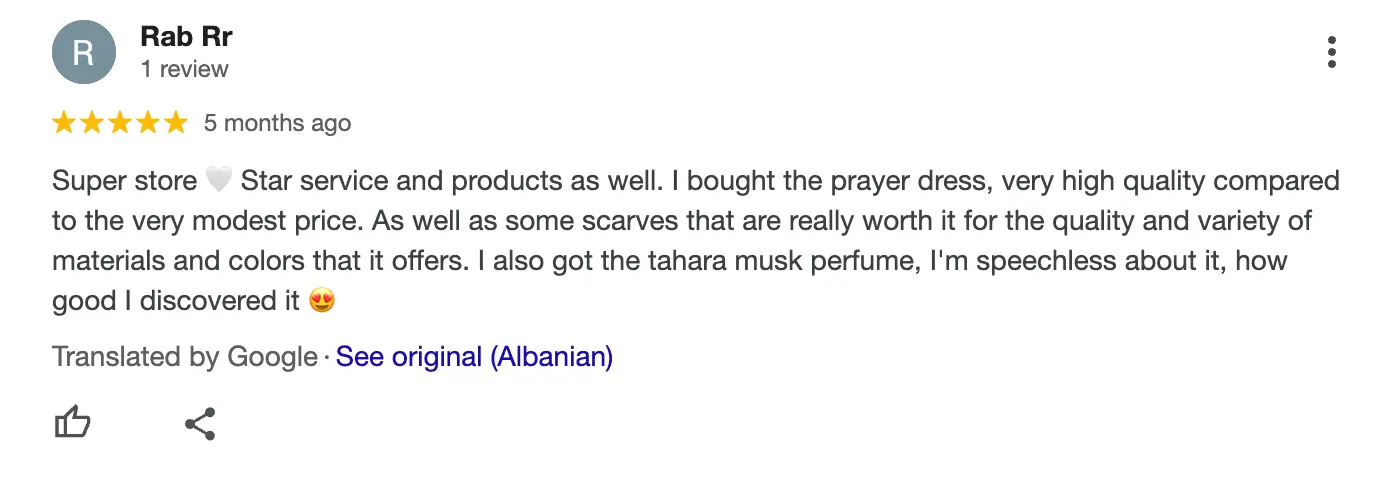 R
Rab Rr
1 review
5 months ago
Super store 🤍 Star service and products as well. I bought the prayer dress, very high quality compared
to the very modest price. As well as some scarves that are really worth it for the quality and variety of
materials and colors that it offers. I also got the tahara musk perfume, I'm speechless about it, how
good I discovered it 😍
Translated by Google · See original (Albanian)